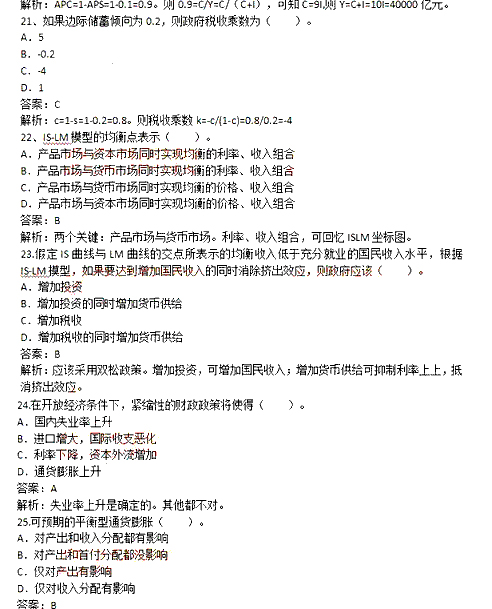 解析：APC=1-APS=1-0.1=0.9。则 0.9=C/Y=C/（C+I），可知 C=9I,则 Y=C+I=10I=40000 亿元。
21、如果边际储蓄倾向为 0.2，则政府税收乘数为（　　）。
A．5
B．-0.2
C．-4
D．1
答案：C
解析：c=1-s=1-0.2=0.8。则税收乘数 k=-c/(1-c)=0.8/0.2=-4
22、IS-LM 模型的均衡点表示（　　）。
A．产品市场与资本市场同时实现均衡的利率、收入组合
B．产品市场与货币市场同时实现均衡的利率、收入组合
C．产品市场与货币市场同时实现均衡的价格、收入组合
D．产品市场与资本市场同时实现均衡的价格、收入组合
答案：B
解析：两个关键：产品市场与货币市场。利率、收入组合，可回忆 ISLM 坐标图。
23.假定 IS 曲线与 LM 曲线的交点所表示的均衡收入低于充分就业的国民收入水平，根据
IS-LM 模型，如果要达到增加国民收入的同时消除挤出效应，则政府应该（　　）。
A．增加投资
B．增加投资的同时增加货币供给
C．增加税收
D．增加税收的同时增加货币供给
答案：B
解析：应该采用双松政策。增加投资，可增加国民收入；增加货币供给可抑制利率上上，抵
消挤出效应。
24.在开放经济条件下，紧缩性的财政政策将使得（　　）。
A．国内失业率上升
B．进口增大，国际收支恶化
C．利率下降，资本外流增加
D．通货膨胀上升
答案：A
解析：失业率上升是确定的。其他都不对。
25.可预期的平衡型通货膨胀（　　）。
A．对产出和收入分配都有影响
B．对产出和首付分配都没影响
C．仅对产出有影响
D．仅对收入分配有影响
答案：B